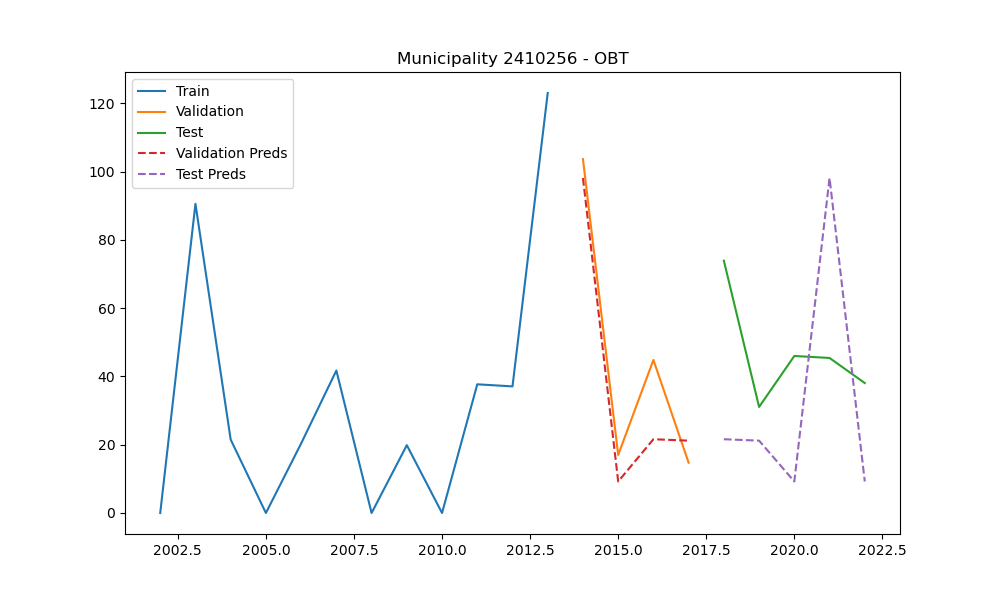 Municipality 2410256 - OBT
Train
Validation
Test
Validation Preds
Test Preds
120
100
80
60
40
20
0
2002.5 2005.0 2007.5 2010.0 2012.5 2015.0 2017.5 2020.0 2022.5